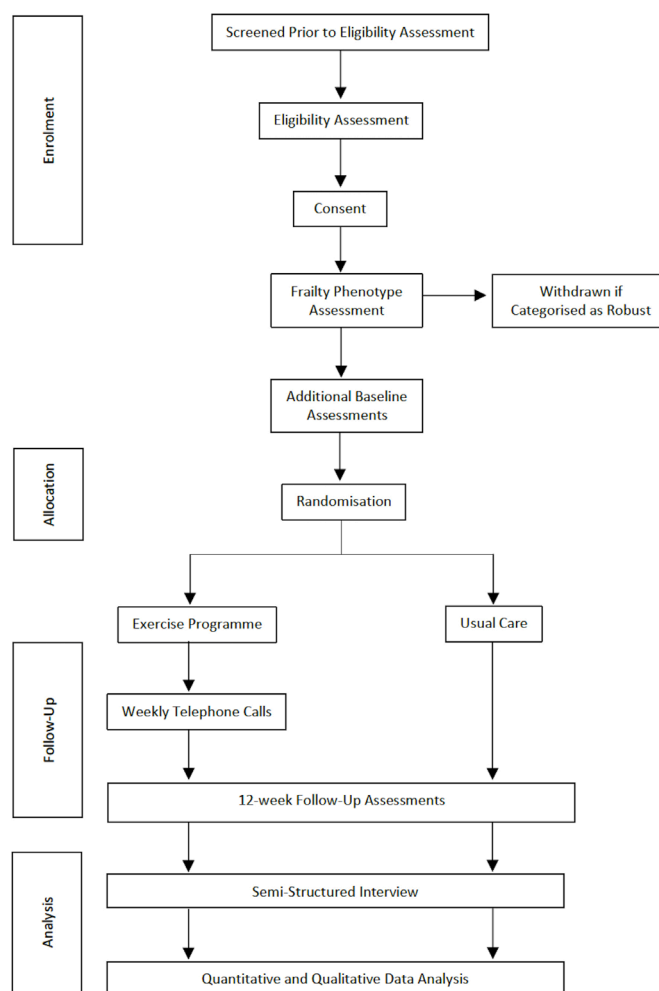 Enrolment
Screened Prior to Eligibility Assessment
Eligibility Assessment
Consent
Frailty Phenotype
Assessment
Withdrawn if
Categorised as Robust
Additional Baseline
Assessments
Allocation
Randomisation
Exercise Programme
Usual Care
Follow-Up
Weekly Telephone Calls
12-week Follow-Up Assessments
Analysis
Semi-Structured Interview
Quantitative and Qualitative Data Analysis